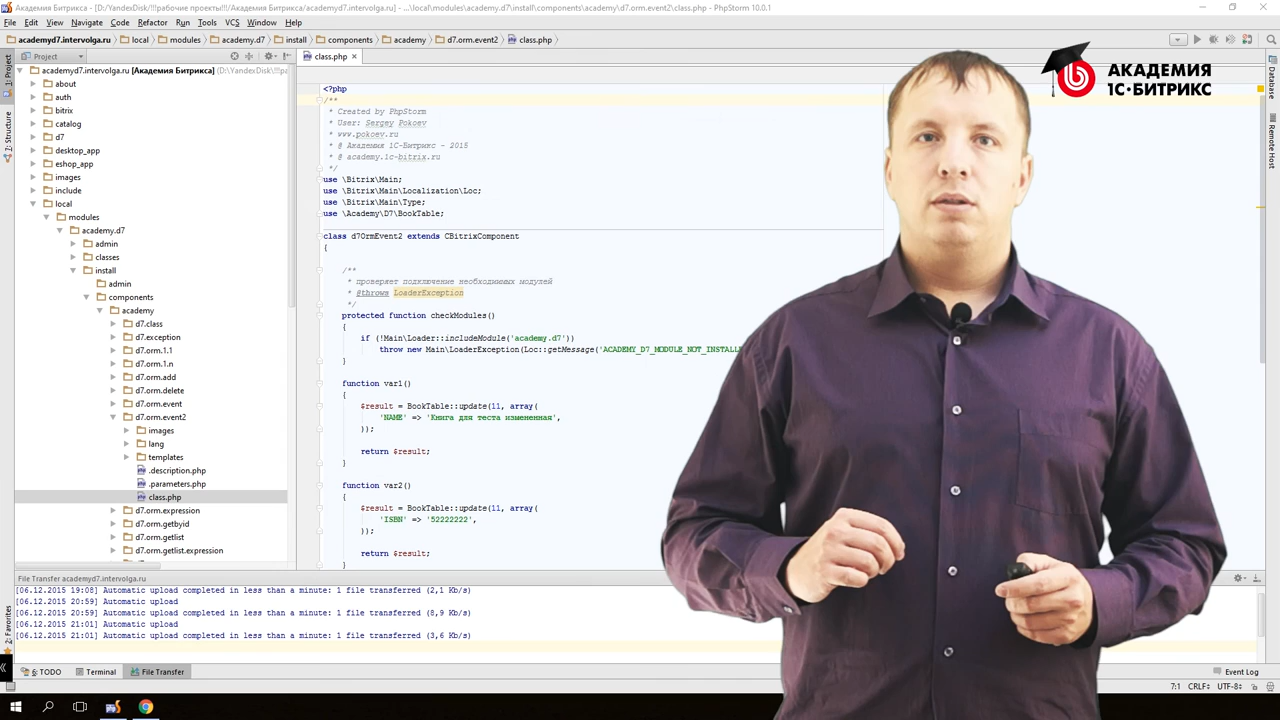 Академия Битрикса - [D:/YandexDisk/!!!рабочие проекты!!!/Академия Битрикса/academyd7.intervolga.ru] - ...\local\modules\academy.d7\install\components\academy\d7.orm.event2\class.php - PhpStorm 10.0.1
File Edit View Navigate Code Refactor Run Tools VCS Window Help
academyd7.intervolga.ru local modules academy.d7 install components academy d7.orm.event2 class.php
Project
class.php
1: Project
Z: Structure
2: Favorites
Database
Remote Host
academyd7.intervolga.ru [Академия Битрикса] (D:\YandexDisk\!!!ра
about
auth
bitrix
catalog
d7
desktop_app
eshop_app
images
include
local
modules
academy.d7
admin
classes
install
admin
components
academy
d7.class
d7.exception
d7.orm.1.1
d7.orm.1.n
d7.orm.add
d7.orm.delete
d7.orm.event
d7.orm.event2
images
lang
templates
.description.php
.parameters.php
class.php
d7.orm.expression
d7.orm.getbyid
d7.orm.getlist
d7.orm.getlist.expression
<?php
/**
* Created by PhpStorm
* User: Sergey Pokoev
* www.pokoev.ru
* @ Академия 1С-Битрикс - 2015
* @ academy.1c-bitrix.ru
*/
use \Bitrix\Main;
use \Bitrix\Main\Localization\Loc;
use \Bitrix\Main\Type;
use \Academy\D7\BookTable;
class d7OrmEvent2 extends CBitrixComponent
{
/**
* проверяет подключение необходиимых модулей
* @throws LoaderException
*/
protected function checkModules()
{
if (!Main\Loader::includeModule('academy.d7'))
throw new Main\LoaderException(Loc::getMessage('ACADEMY_D7_MODULE_NOT_INSTALL
}
function var1()
{
$result = BookTable::update(11, array(
'NAME' => 'Книга для теста измененная',
));
return $result;
}
function var2()
{
$result = BookTable::update(11, array(
'ISBN' => '52222222',
));
return $result;
}
АКАДЕМИЯ
1С-БИТРИКС
File Transfer academyd7.intervolga.ru
[06.12.2015 19:08] Automatic upload completed in less than a minute: 1 file transferred (2,1 Kb/s)
[06.12.2015 20:59] Automatic upload
[06.12.2015 20:59] Automatic upload completed in less than a minute: 1 file transferred (8,9 Kb/s)
[06.12.2015 21:01] Automatic upload
[06.12.2015 21:01] Automatic upload completed in less than a minute: 1 file transferred (3,6 Kb/s)
6: TODO Terminal File Transfer Event Log
7:1 CRLF UTF-8